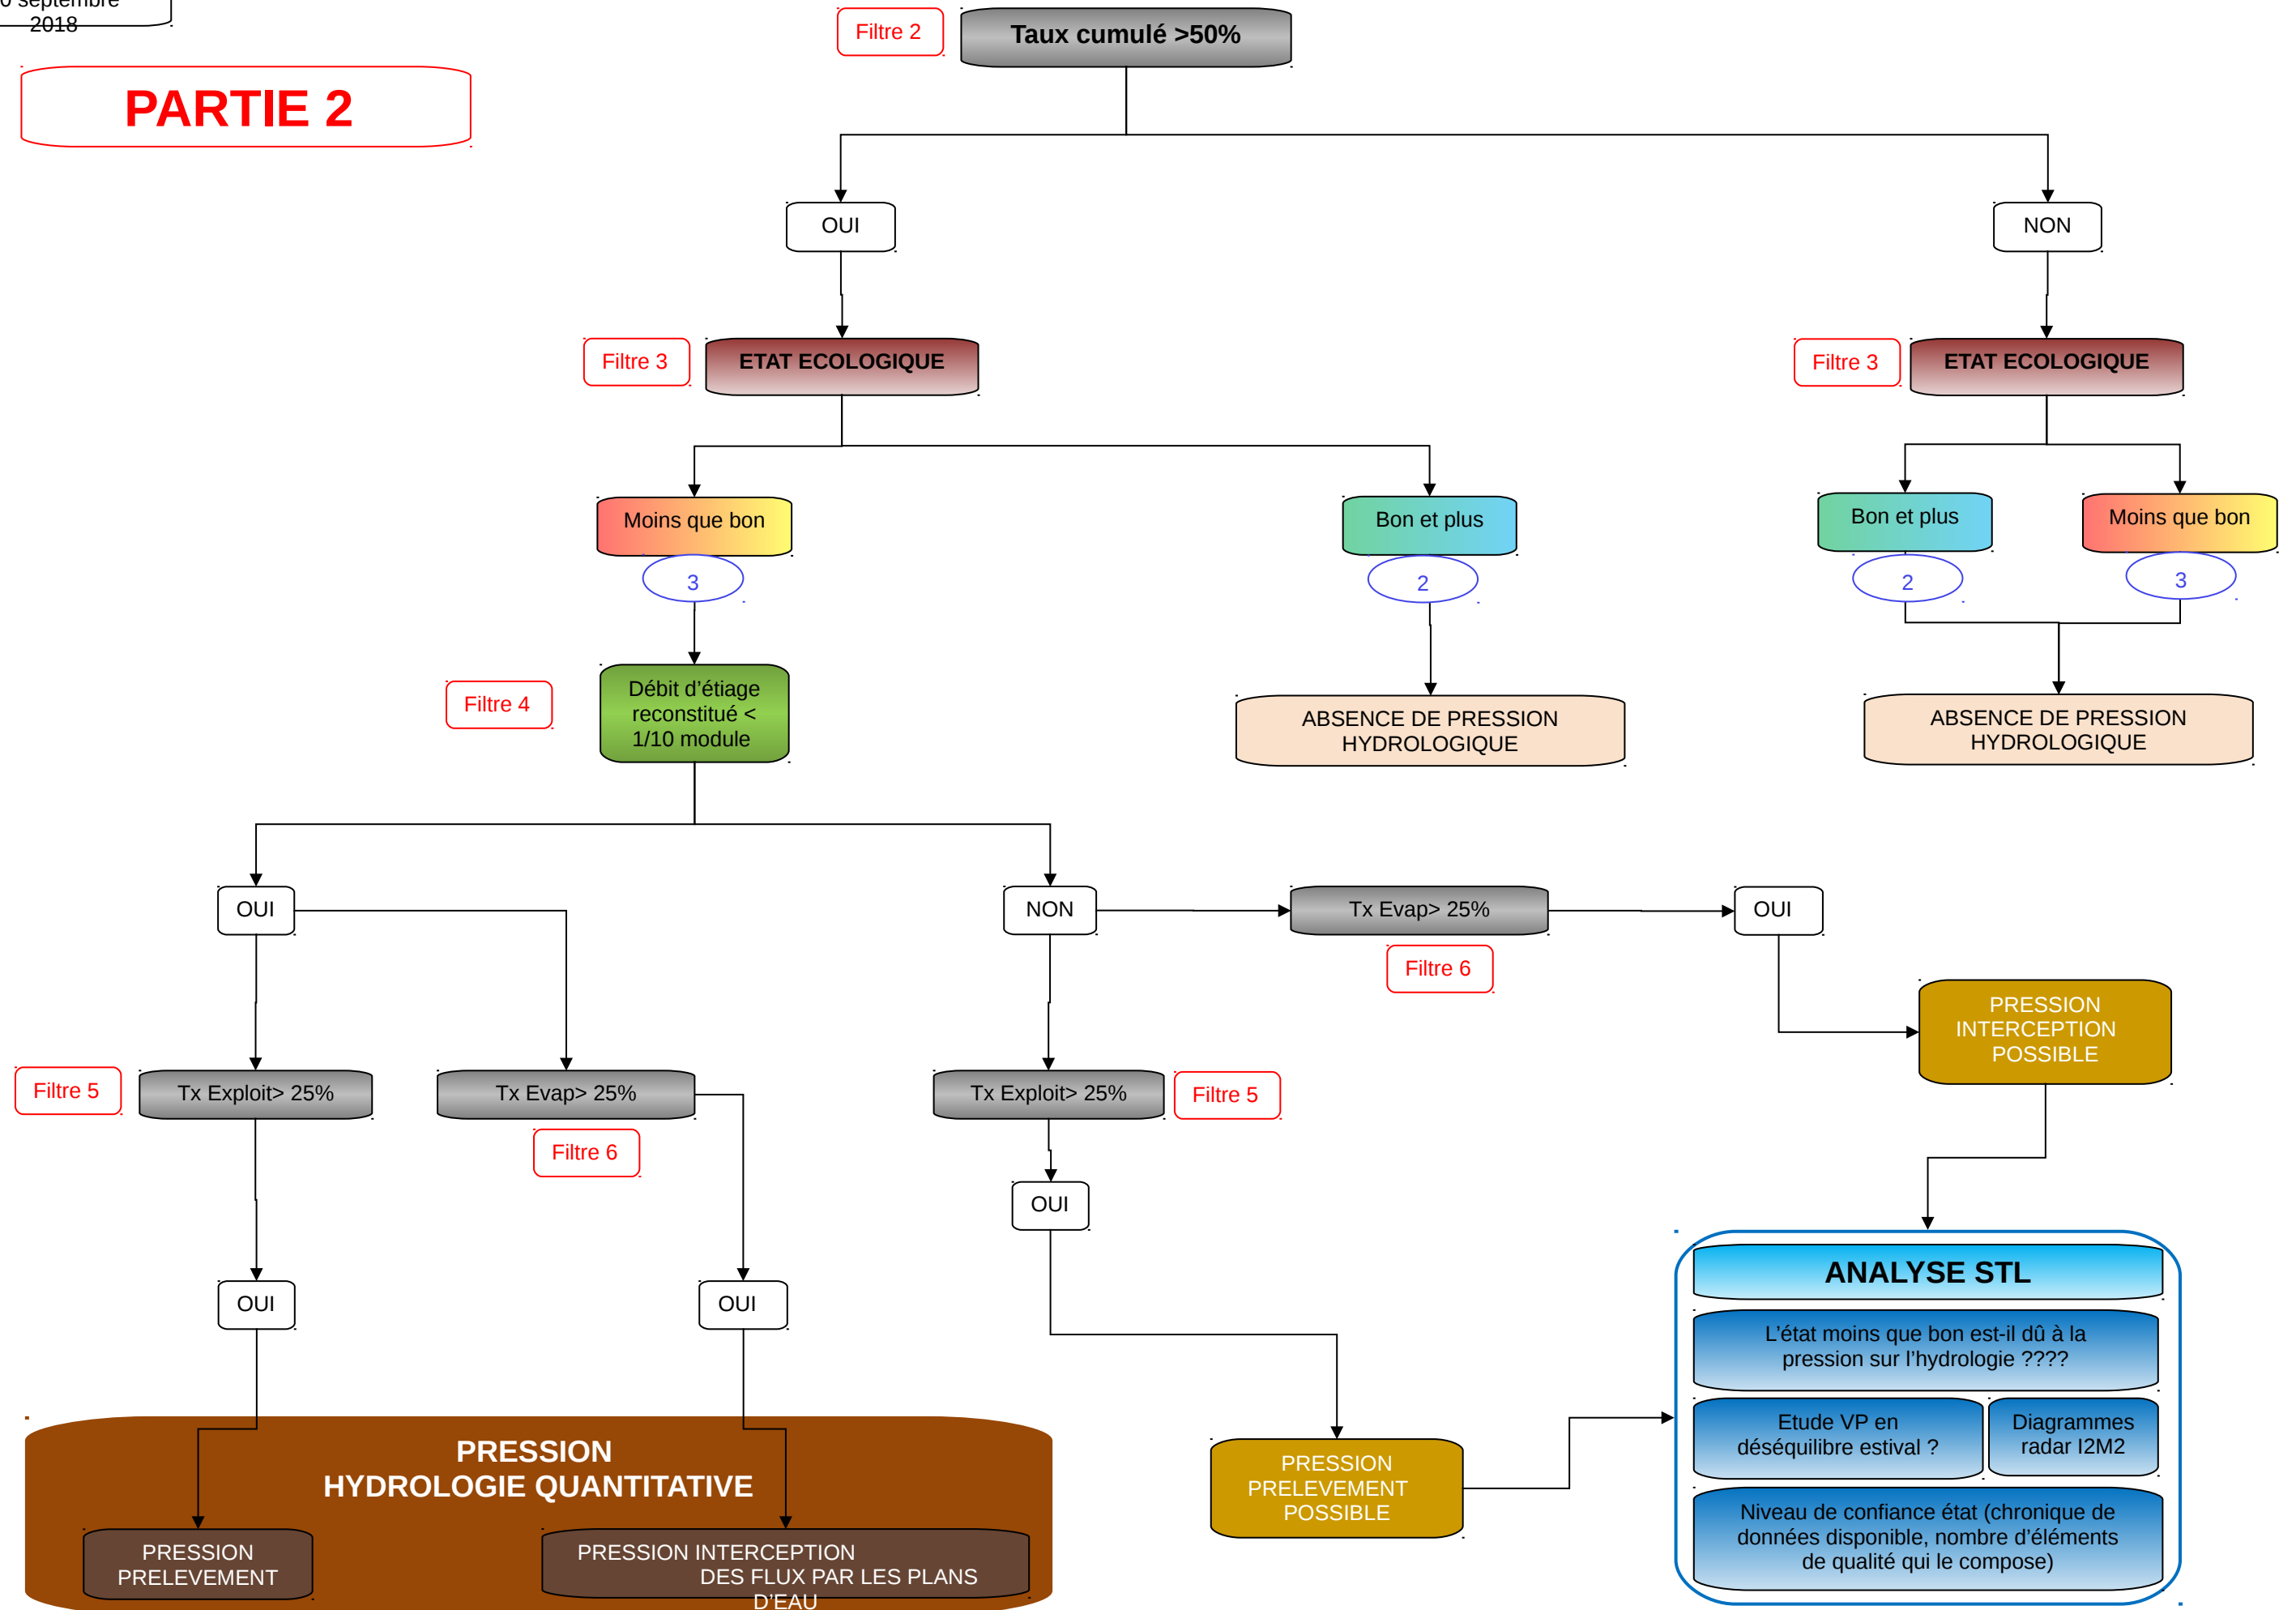 0 septembre
2018
Filtre 2
Taux cumulé >50%
PARTIE 2
OUI
NON
Filtre 3
ETAT ECOLOGIQUE
Filtre 3
ETAT ECOLOGIQUE
Moins que bon
Bon et plus
Bon et plus
Moins que bon
3
2
2
3
Filtre 4
Débit d’étiage
reconstitué <
1/10 module
ABSENCE DE PRESSION
HYDROLOGIQUE
ABSENCE DE PRESSION
HYDROLOGIQUE
OUI
NON
Tx Evap> 25%
OUI
Filtre 6
PRESSION
INTERCEPTION
POSSIBLE
Filtre 5
Tx Exploit> 25%
Tx Evap> 25%
Tx Exploit> 25%
Filtre 5
Filtre 6
OUI
OUI
OUI
ANALYSE STL
L’état moins que bon est-il dû à la
pression sur l’hydrologie ????
Etude VP en
déséquilibre estival ?
Diagrammes
radar I2M2
Niveau de confiance état (chronique de
données disponible, nombre d’éléments
de qualité qui le compose)
PRESSION
HYDROLOGIE QUANTITATIVE
PRESSION
PRELEVEMENT
POSSIBLE
PRESSION
PRELEVEMENT
PRESSION INTERCEPTION
DES FLUX PAR LES PLANS
D’EAU